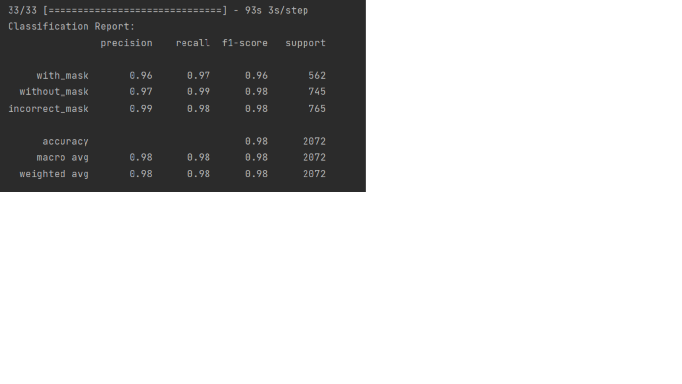 33/33 [==============================] - 93s 3s/step
Classification Report:
precision recall f1-score support
with_mask 0.96 0.97 0.96 562
without_mask 0.97 0.99 0.98 745
incorrect_mask 0.99 0.98 0.98 765
accuracy 0.98 2072
macro avg 0.98 0.98 0.98 2072
weighted avg 0.98 0.98 0.98 2072